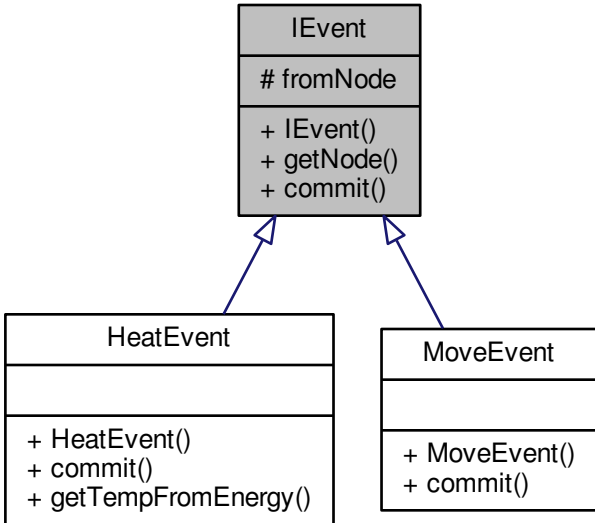 IEvent
# fromNode
+ IEvent()
+ getNode()
+ commit()
HeatEvent
+ HeatEvent()
+ commit()
+ getTempFromEnergy()
MoveEvent
+ MoveEvent()
+ commit()